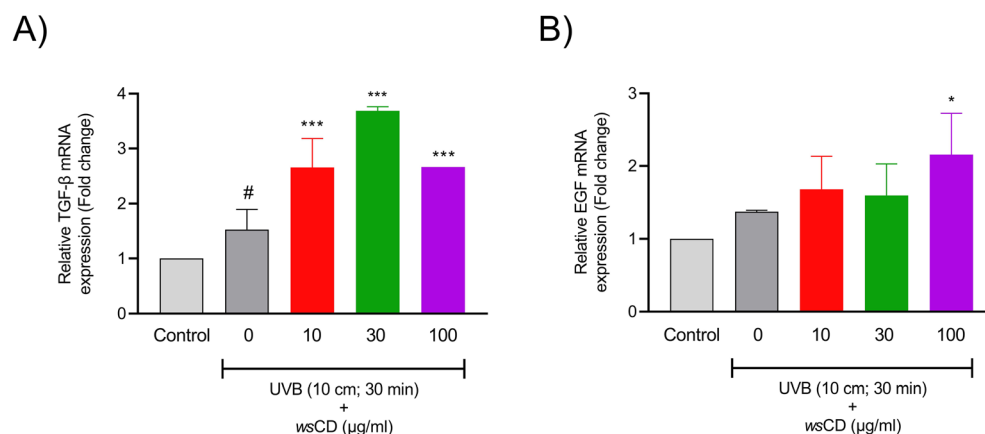 A)
Relative TGF-β mRNA
expression (Fold change)
4
3
2
1
0
#
***
***
***
Control
0
10
30
100
UVB (10 cm; 30 min)
+
wsCD (μg/ml)
B)
Relative EGF mRNA
expression (Fold change)
3
2
1
0
*
Control
0
10
30
100
UVB (10 cm; 30 min)
+
wsCD (μg/ml)